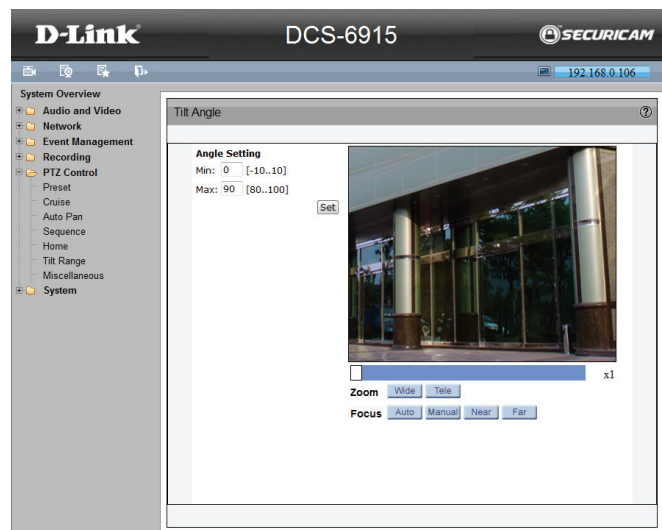 D-Link
DCS-6915
SECURICAM
192.168.0.106
System Overview
Audio and Video
Network
Event Management
Recording
PTZ Control
Preset
Cruise
Auto Pan
Sequence
Home
Tilt Range
Miscellaneous
System
Tilt Angle
?
Angle Setting
Min: 0 [-10..10]
Max: 90 [80..100]
Set
x1
Zoom Wide Tele
Focus Auto Manual Near Far